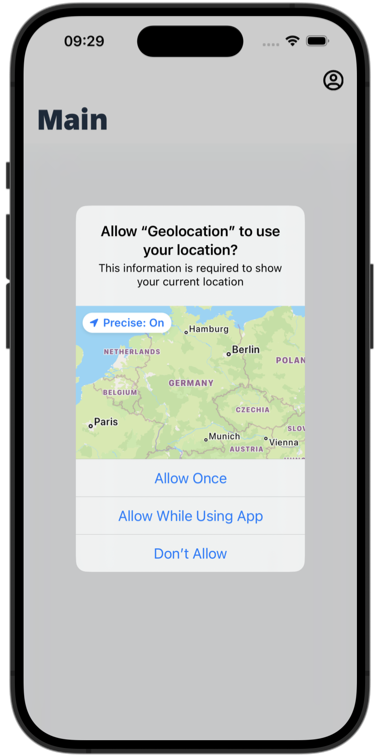 09:29
Main
Allow “Geolocation” to use
your location?
This information is required to show
your current location
Precise: On
Hamburg
Berlin
NETHERLANDS
POLAN
GERMANY
BELGIUM
CZECHIA
Paris
SLOV
Munich
Vienna
AUSTRIA
Allow Once
Allow While Using App
Don’t Allow